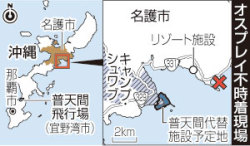 オスプレイ不時着現場
名護市
沖縄
那覇市
普天間
飛行場
(宜野湾市)
名護市
リゾート施設
キャンプ
シュワブ
普天間代替
施設予定地
2km